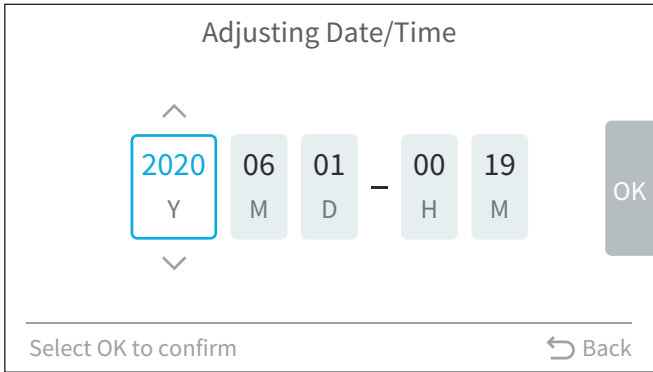 Adjusting Date/Time
2020 06 01 – 00 19
Y M D H M
OK
Select OK to confirm Back